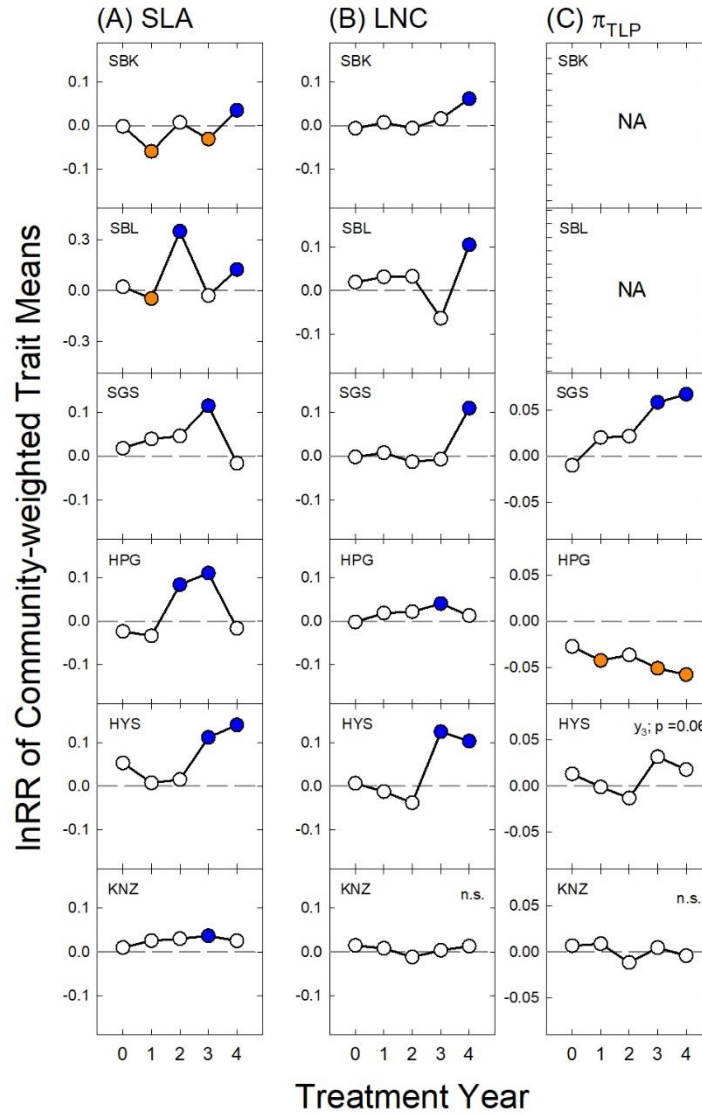 (A) SLA (B) LNC (C) πTLP
SBK SBK SBK
0.1 0.1
0.0 0.0 NA
-0.1 -0.1
SBL SBL SBL
0.3 0.1
0.0 0.0 NA
-0.3 -0.1
SGS SGS SGS
0.1 0.1 0.05
0.0 0.0 0.00
-0.1 -0.1 -0.05
HPG HPG HPG
0.1 0.1 0.05
0.0 0.0 0.00
-0.1 -0.1 -0.05
HYS HYS HYS y3; p =0.06
0.1 0.1 0.05
0.0 0.0 0.00
-0.1 -0.1 -0.05
KNZ KNZ n.s. KNZ n.s.
0.1 0.1 0.05
0.0 0.0 0.00
-0.1 -0.1 -0.05
0 1 2 3 4 0 1 2 3 4 0 1 2 3 4
Treatment Year
lnRR of Community-weighted Trait Means